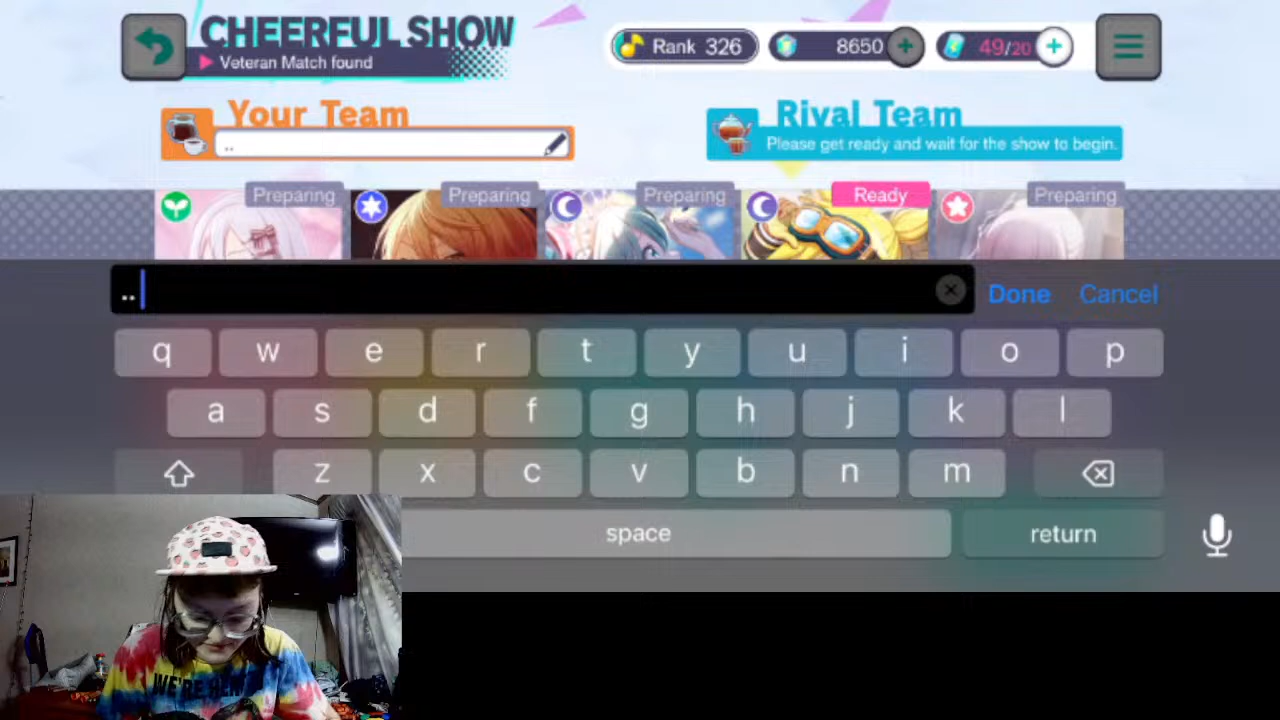 CHEERFUL SHOW
Veteran Match found
Rank 326
8650
49/20
Your Team
..
Rival Team
Please get ready and wait for the show to begin.
Preparing
Preparing
Preparing
Ready
Preparing
..
Done
Cancel
q w e r t y u i o p
a s d f g h j k l
z x c v b n m
space
return
WE'RE